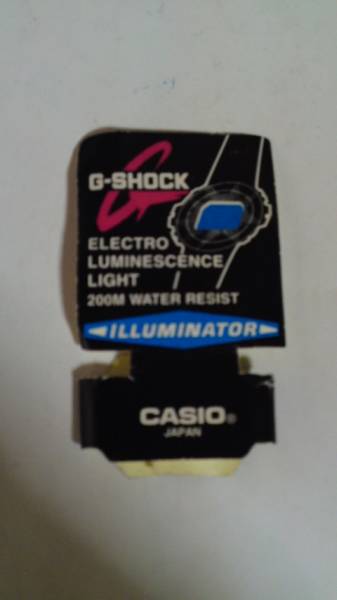 G-SHOCK
ELECTRO
LUMINESCENCE
LIGHT
200M WATER RESIST
ILLUMINATOR
CASIO®
JAPAN